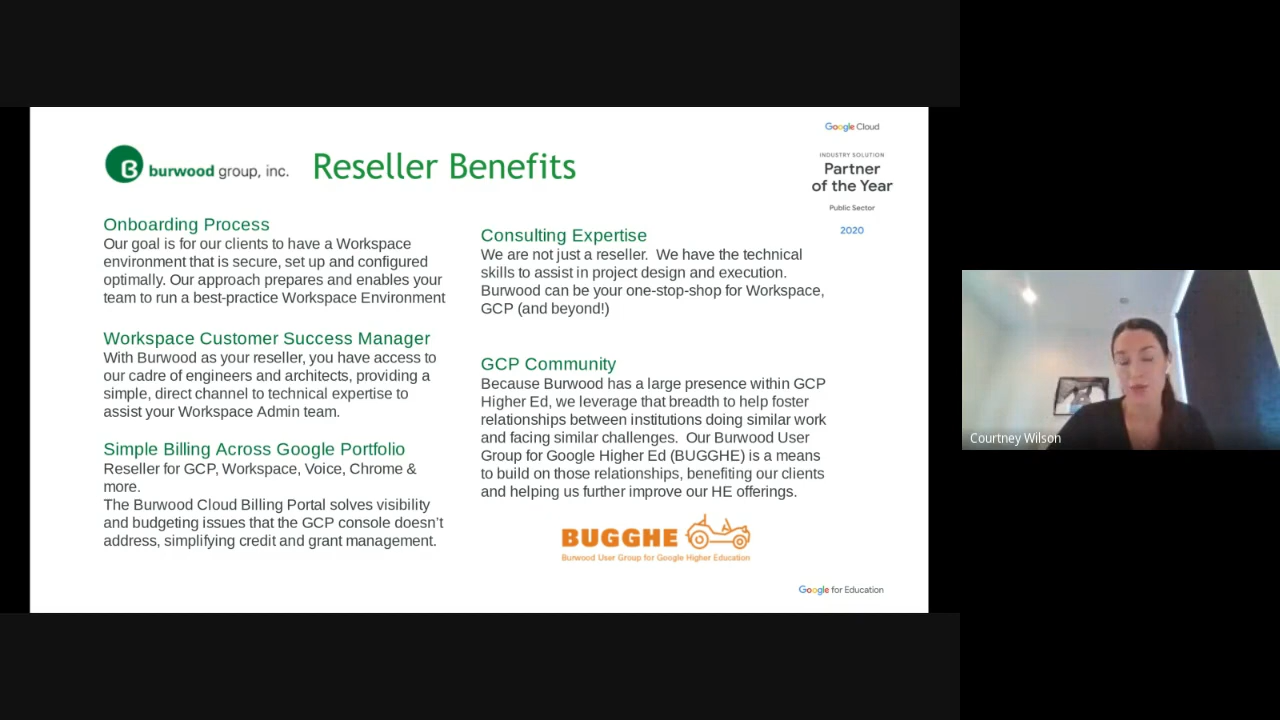 Google Cloud
INDUSTRY SOLUTION
Partner
of the Year
Public Sector
2020
B burwood group, inc.
Reseller Benefits
Onboarding Process
Our goal is for our clients to have a Workspace
environment that is secure, set up and configured
optimally. Our approach prepares and enables your
team to run a best-practice Workspace Environment
Workspace Customer Success Manager
With Burwood as your reseller, you have access to
our cadre of engineers and architects, providing a
simple, direct channel to technical expertise to
assist your Workspace Admin team.
Simple Billing Across Google Portfolio
Reseller for GCP, Workspace, Voice, Chrome &
more.
The Burwood Cloud Billing Portal solves visibility
and budgeting issues that the GCP console doesn't
address, simplifying credit and grant management.
Consulting Expertise
We are not just a reseller.  We have the technical
skills to assist in project design and execution.
Burwood can be your one-stop-shop for Workspace,
GCP (and beyond!)
GCP Community
Because Burwood has a large presence within GCP
Higher Ed, we leverage that breadth to help foster
relationships between institutions doing similar work
and facing similar challenges.  Our Burwood User
Group for Google Higher Ed (BUGGHE) is a means
to build on those relationships, benefiting our clients
and helping us further improve our HE offerings.
BUGGHE
Burwood User Group for Google Higher Education
Google for Education
Courtney Wilson